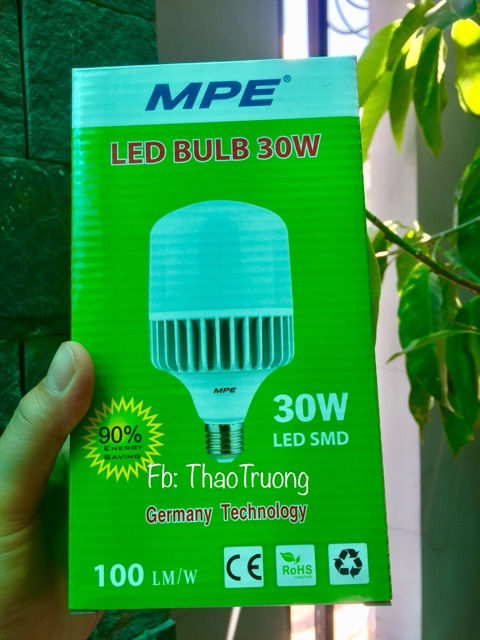 MPE®
LED BULB 30W
MPE
30W
LED SMD
90%
ENERGY
SAVING
Fb: ThaoTruong
Germany Technology
100 LM/W
CE
RoHS
compliant